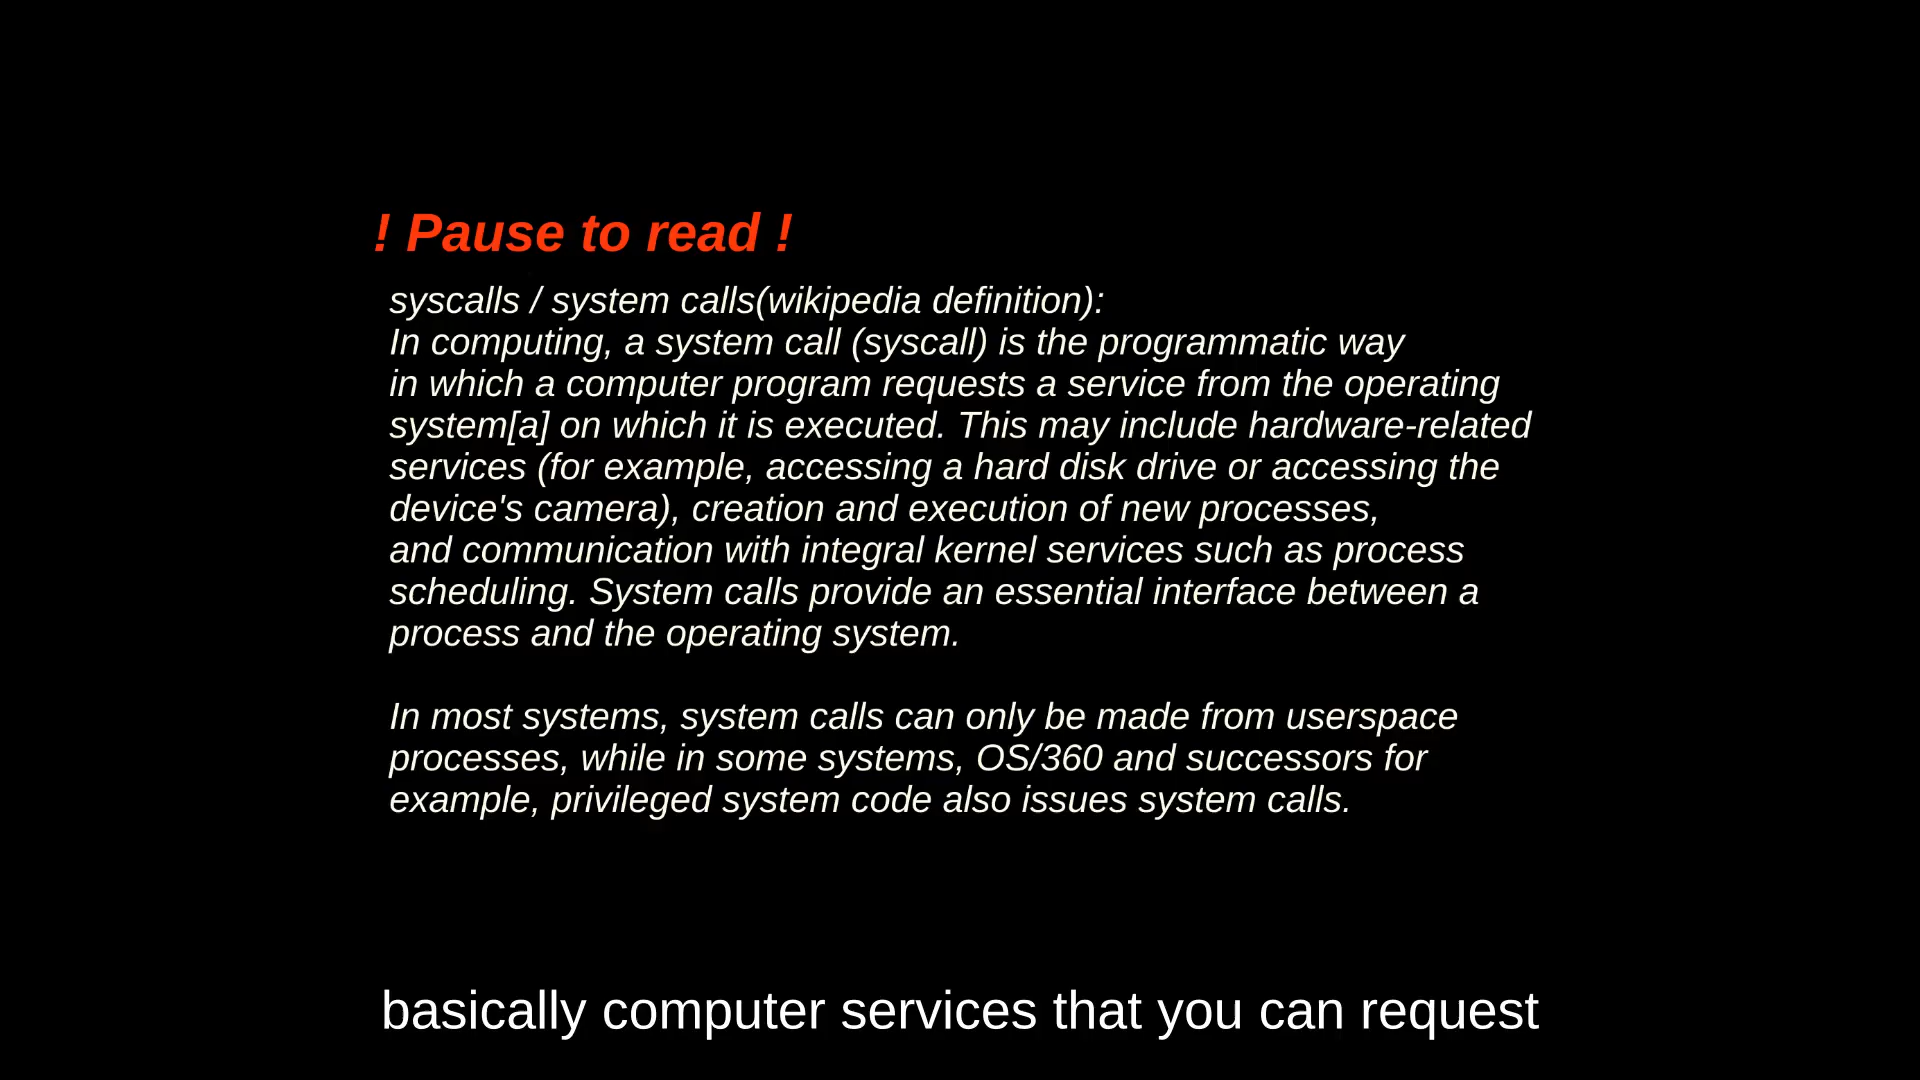 ! Pause to read !
syscalls / system calls(wikipedia definition):
In computing, a system call (syscall) is the programmatic way
in which a computer program requests a service from the operating
system[a] on which it is executed. This may include hardware-related
services (for example, accessing a hard disk drive or accessing the
device's camera), creation and execution of new processes,
and communication with integral kernel services such as process
scheduling. System calls provide an essential interface between a
process and the operating system.
In most systems, system calls can only be made from userspace
processes, while in some systems, OS/360 and successors for
example, privileged system code also issues system calls.
basically computer services that you can request